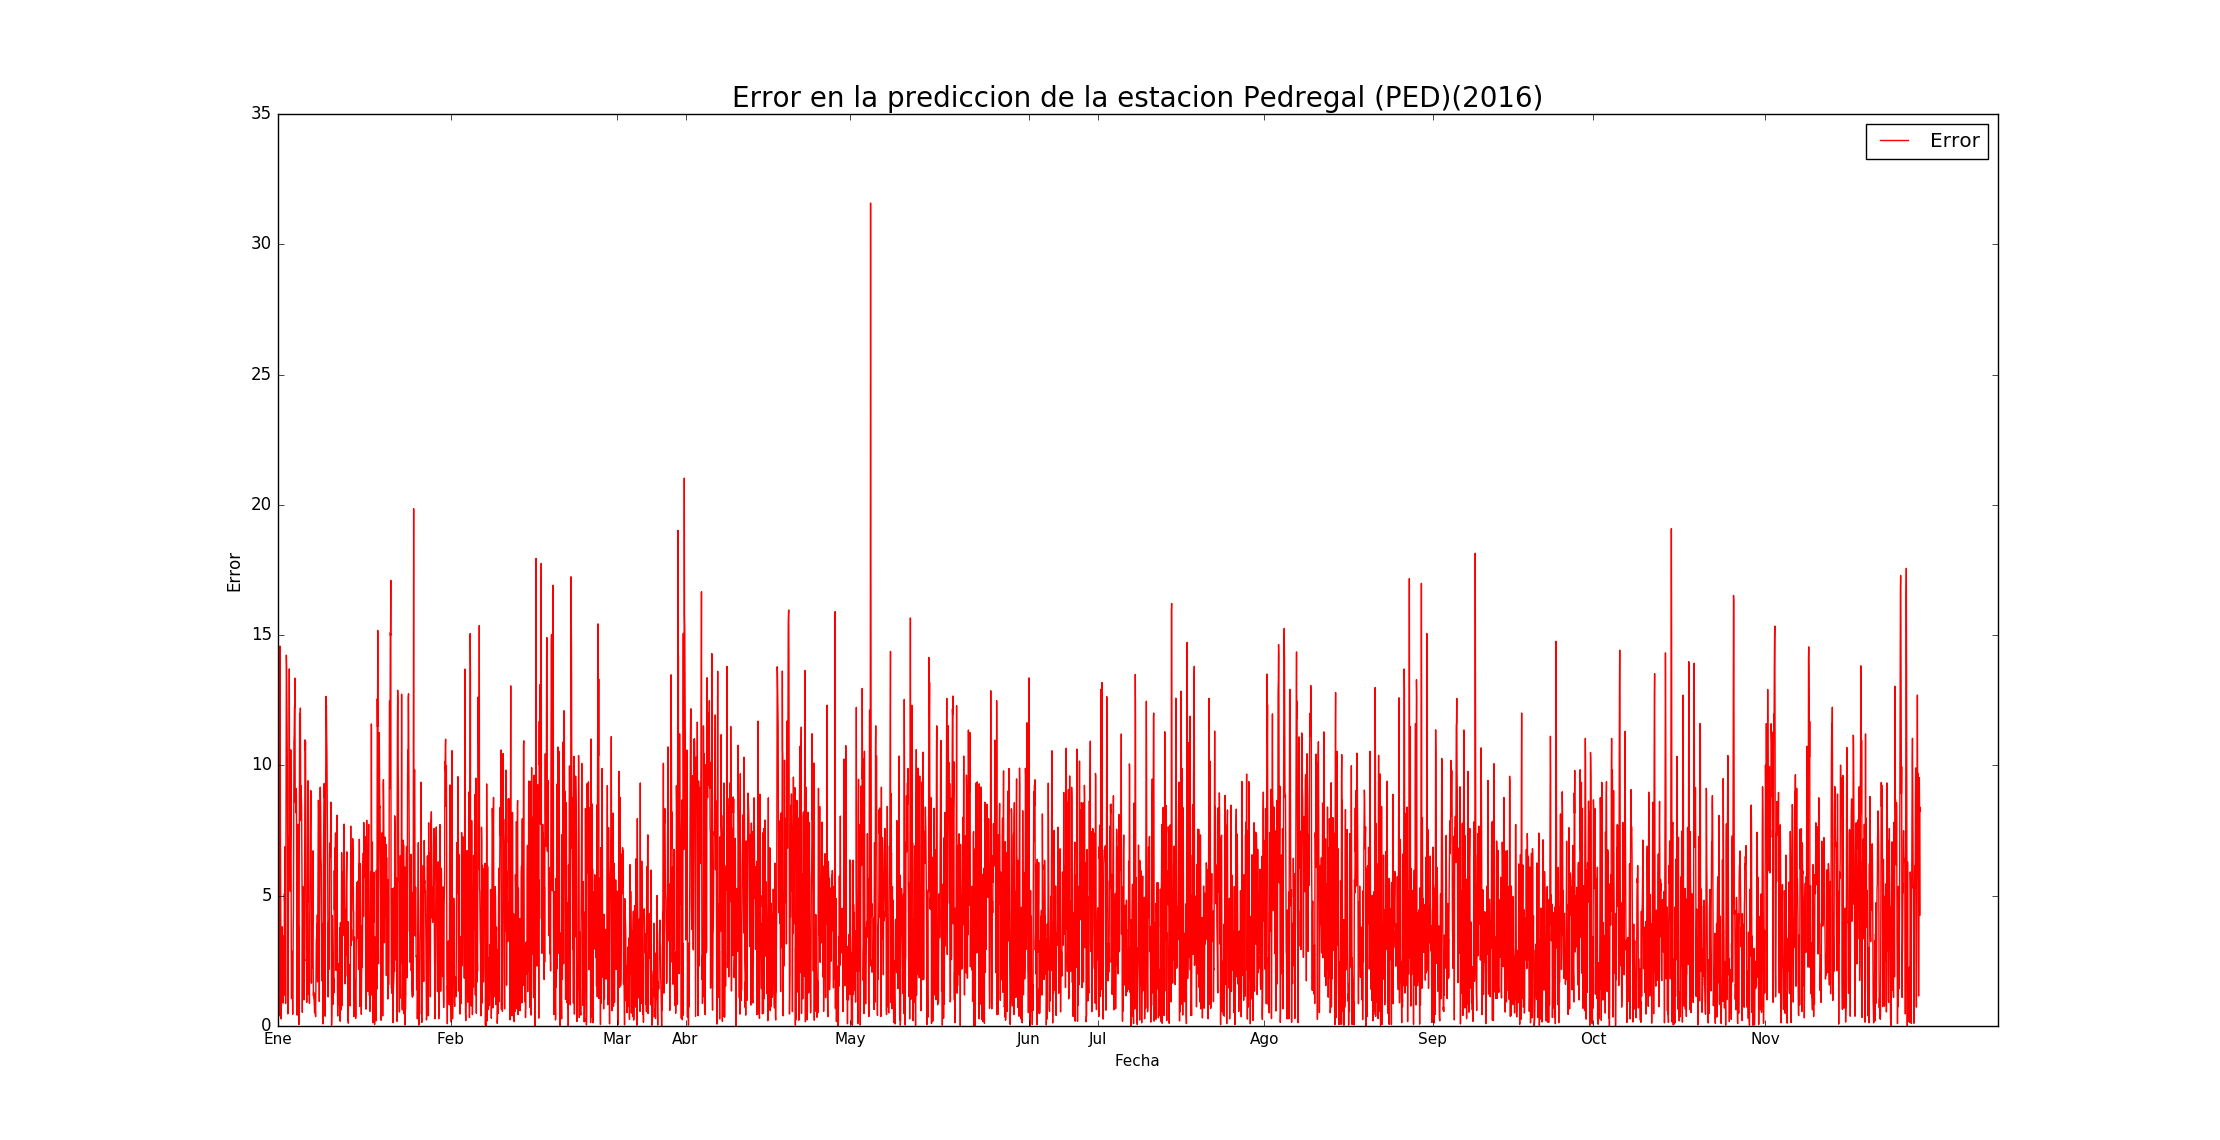 Error en la prediccion de la estacion Pedregal (PED)(2016)
Error
35
30
25
20
15
10
5
0
Error
Ene Feb Mar Abr May Jun Jul Ago Sep Oct Nov
Fecha